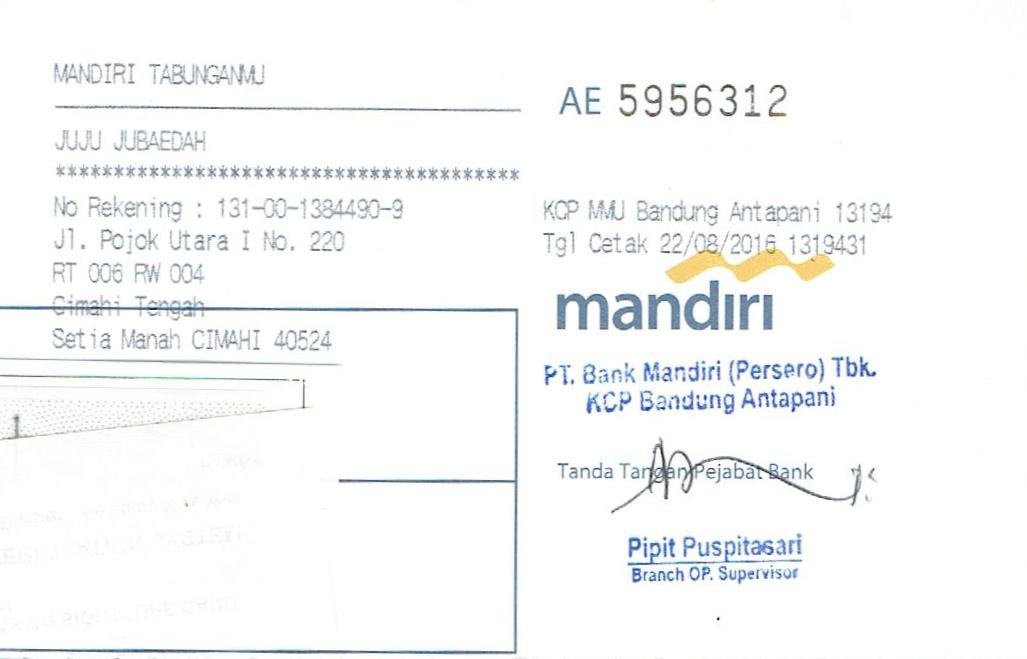 MANDIRI TABUNGANMU
JUJU JUBAEDAH
****************************************
No Rekening : 131-00-1384490-9
Jl. Pojok Utara I No. 220
RT 006 RW 004
Cimahi Tengah
Setia Manah CIMAHI 40524
AE 5956312
KCP MMU Bandung Antapani 13194
Tgl Cetak 22/08/2016 1319431
mandiri
PT. Bank Mandiri (Persero) Tbk.
KCP Bandung Antapani
Tanda Tangan Pejabat Bank
Pipit Puspitasari
Branch OP. Supervisor